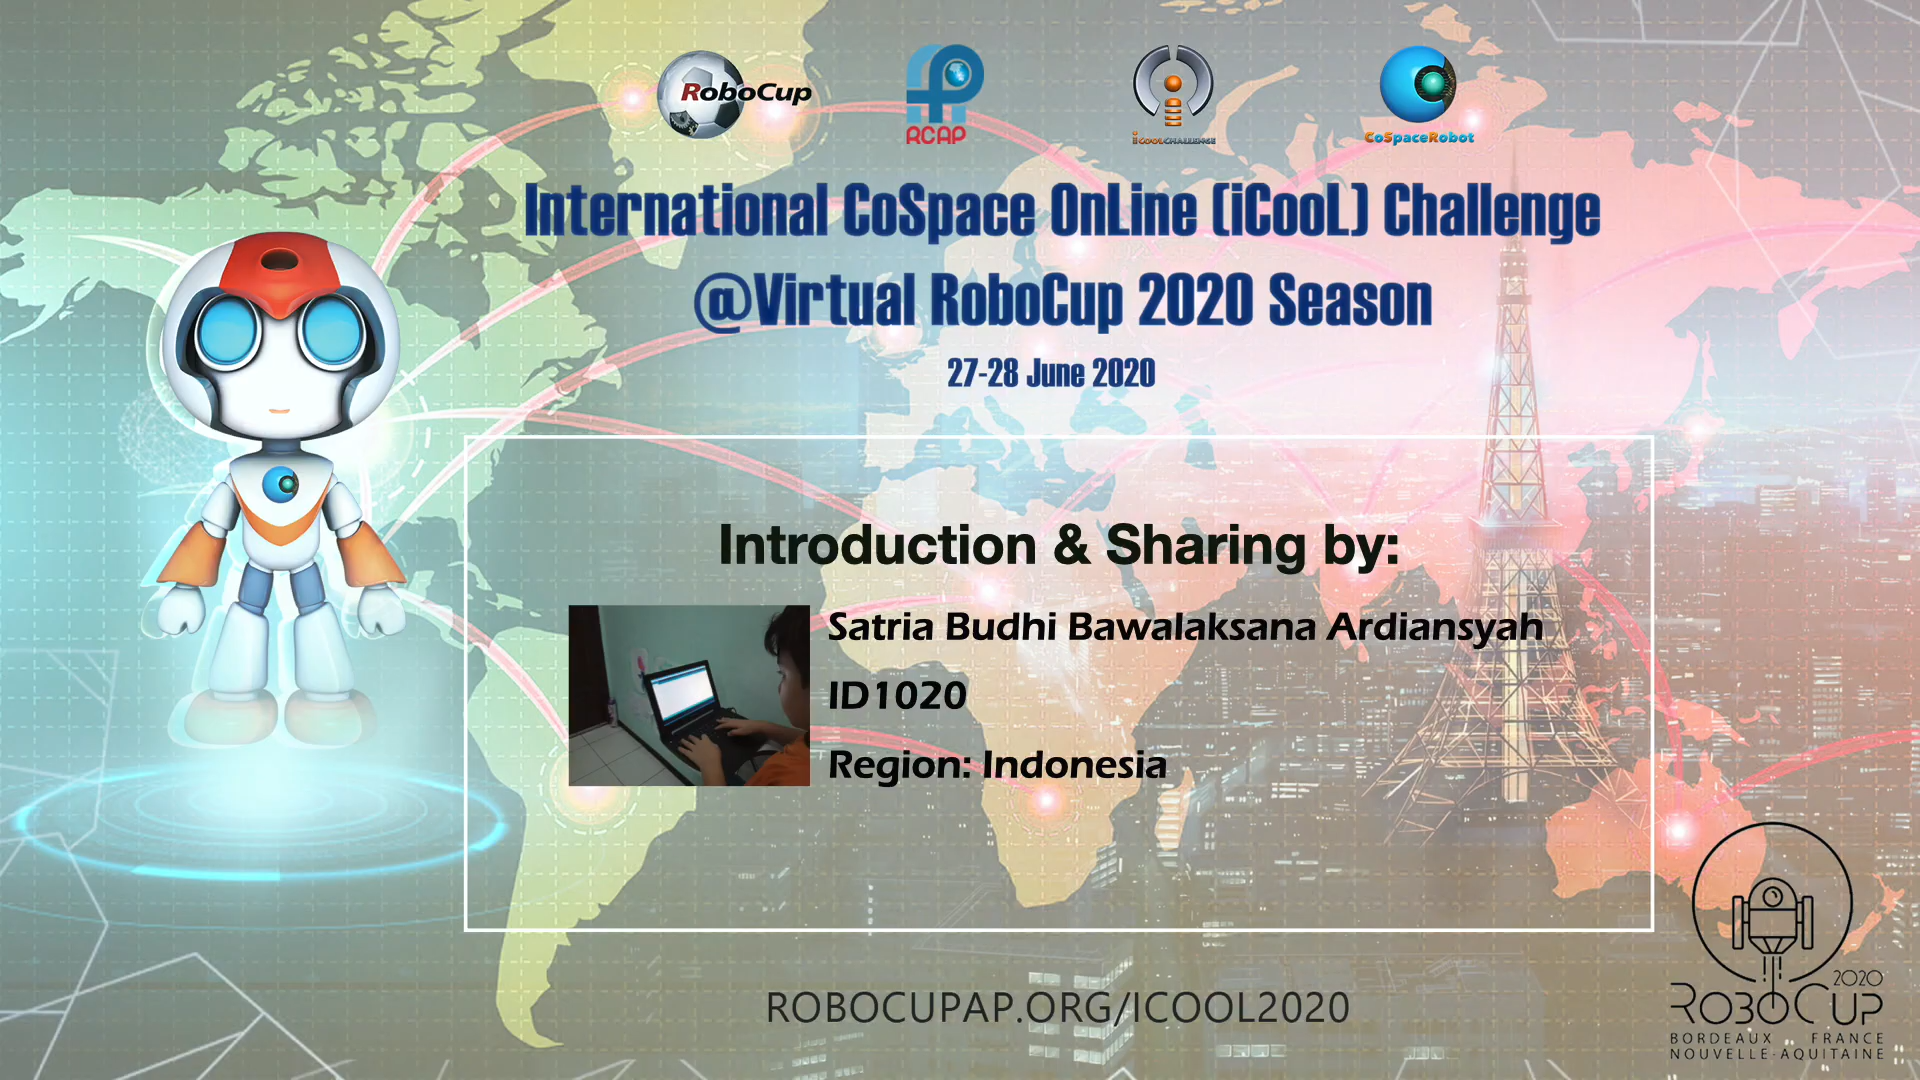 RoboCup
RCAP
iCOOLCHALLENGE
CoSpaceRobot
International CoSpace OnLine (iCooL) Challenge
@Virtual RoboCup 2020 Season
27-28 June 2020
Introduction & Sharing by:
Satria Budhi Bawalaksana Ardiansyah
ID1020
Region: Indonesia
ROBOCUPAP.ORG/ICOOL2020
2020
ROBOCUP
BORDEAUX FRANCE
NOUVELLE-AQUITAINE